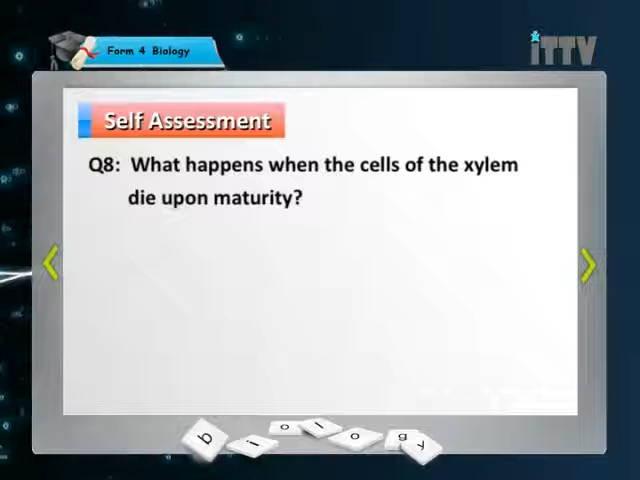 Form 4 Biology
iTTV
Self Assessment
Q8: What happens when the cells of the xylem
die upon maturity?
biology